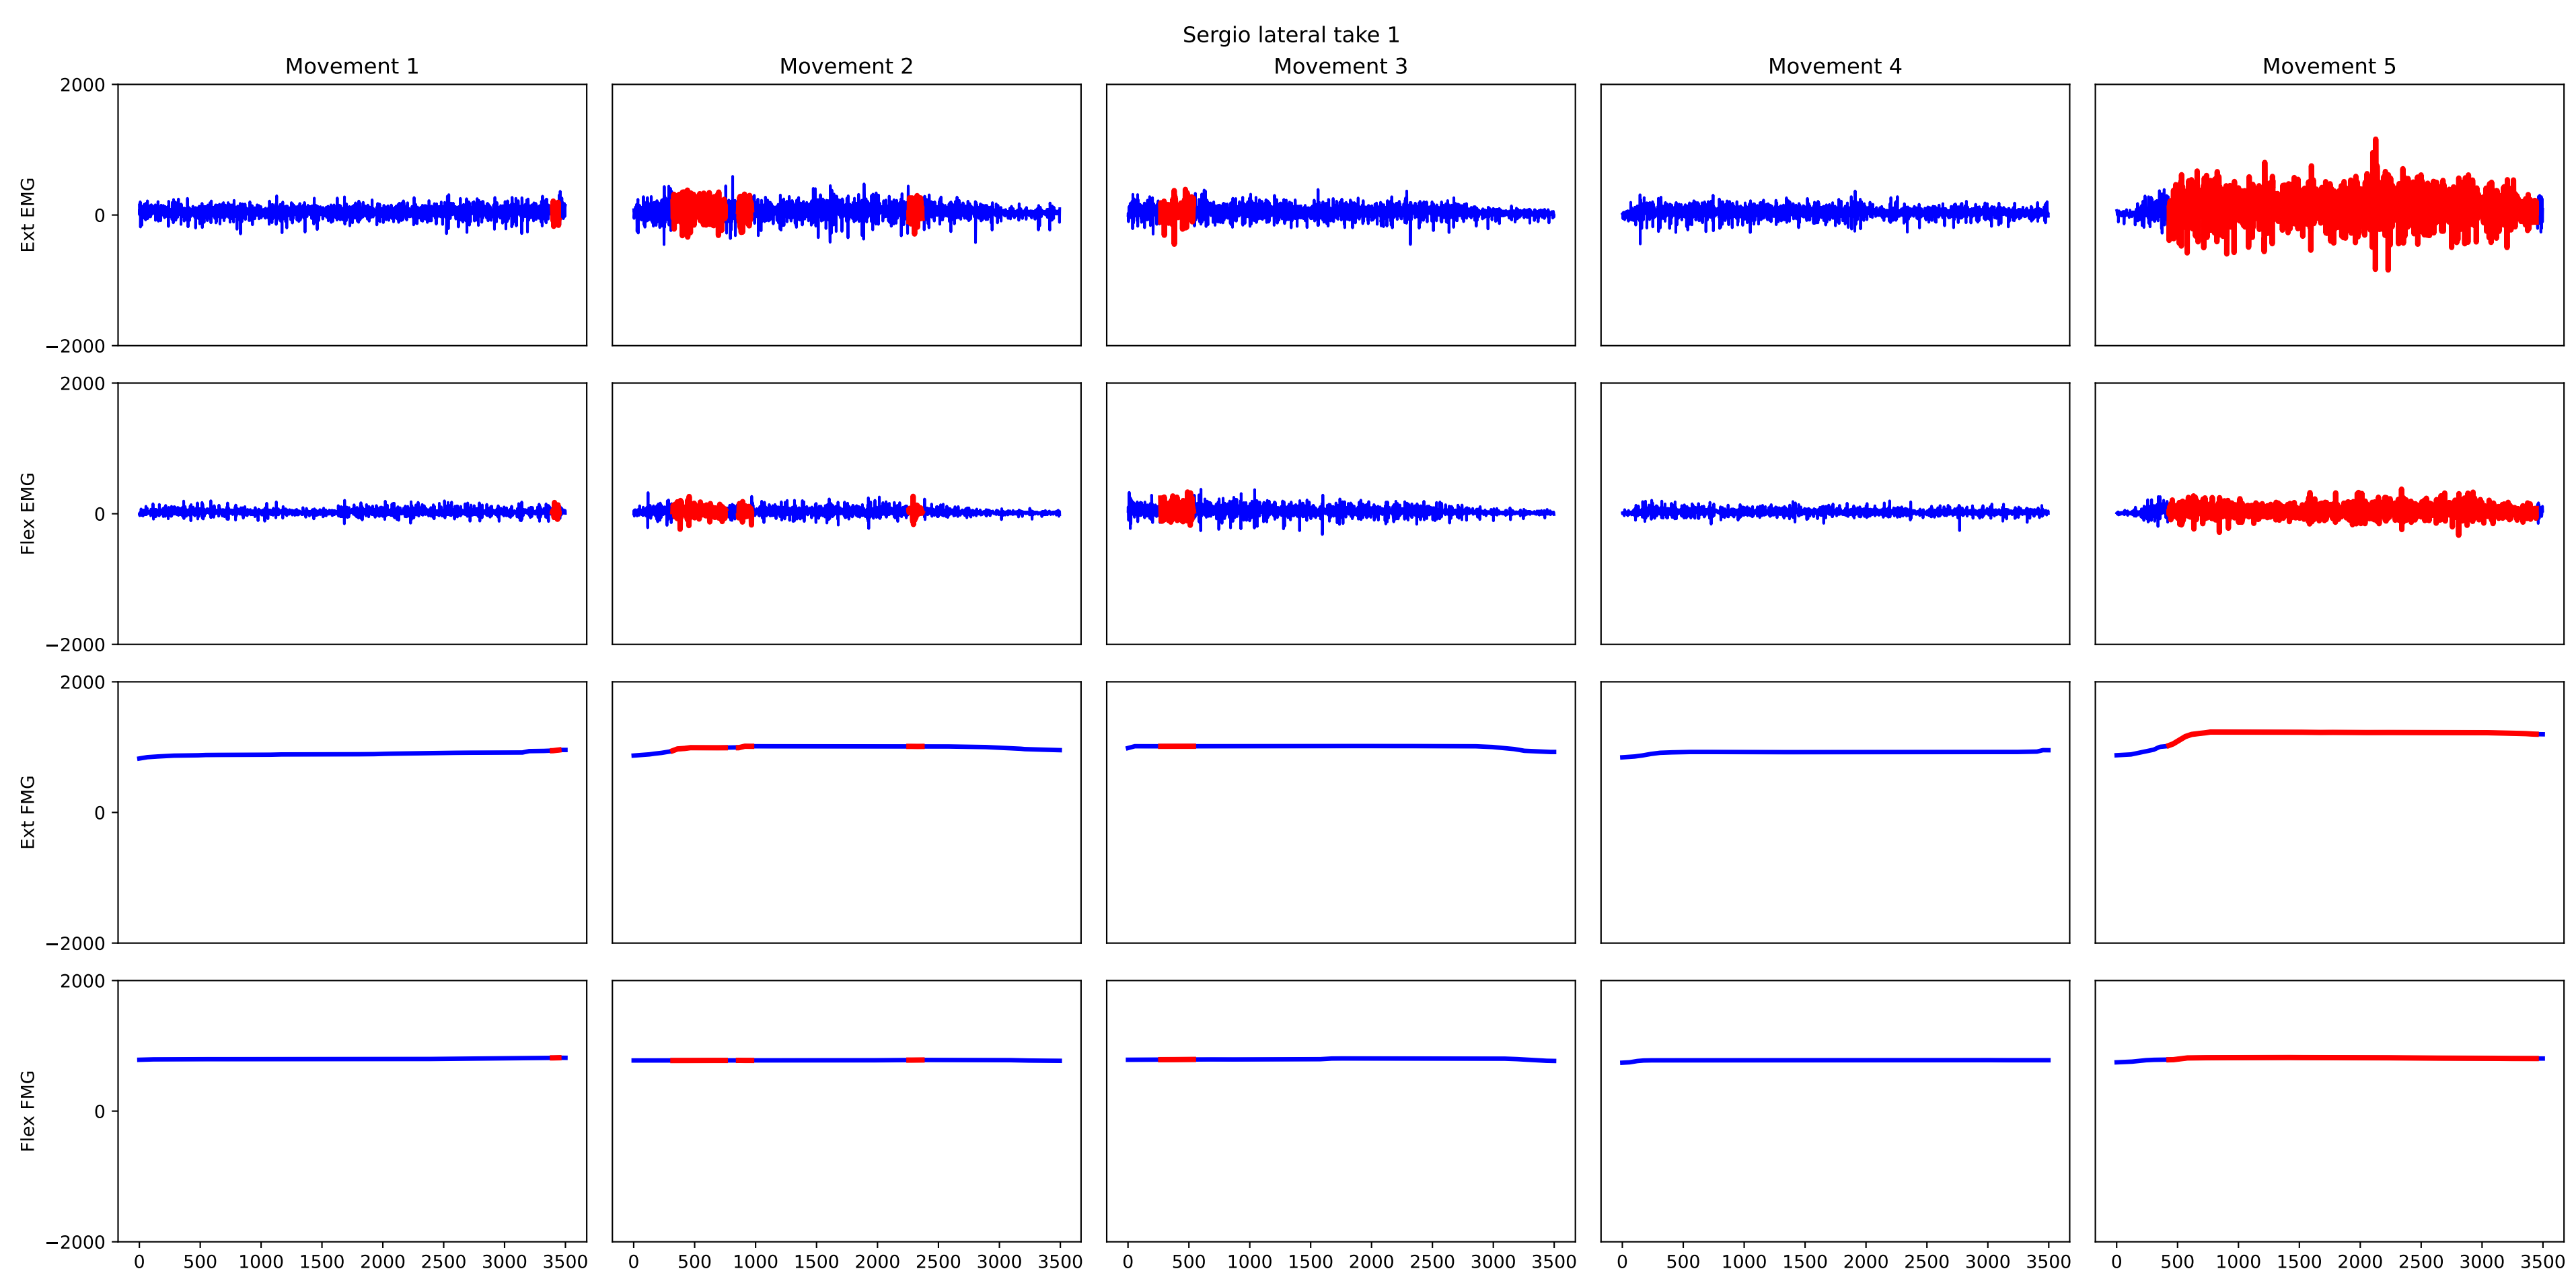 Sergio lateral take 1
Movement 1 Movement 2 Movement 3 Movement 4 Movement 5
2000
Ext EMG
0
−2000
2000
Flex EMG
0
−2000
2000
Ext FMG
0
−2000
2000
Flex FMG
0
−2000
0 500 1000 1500 2000 2500 3000 3500 0 500 1000 1500 2000 2500 3000 3500 0 500 1000 1500 2000 2500 3000 3500 0 500 1000 1500 2000 2500 3000 3500 0 500 1000 1500 2000 2500 3000 3500